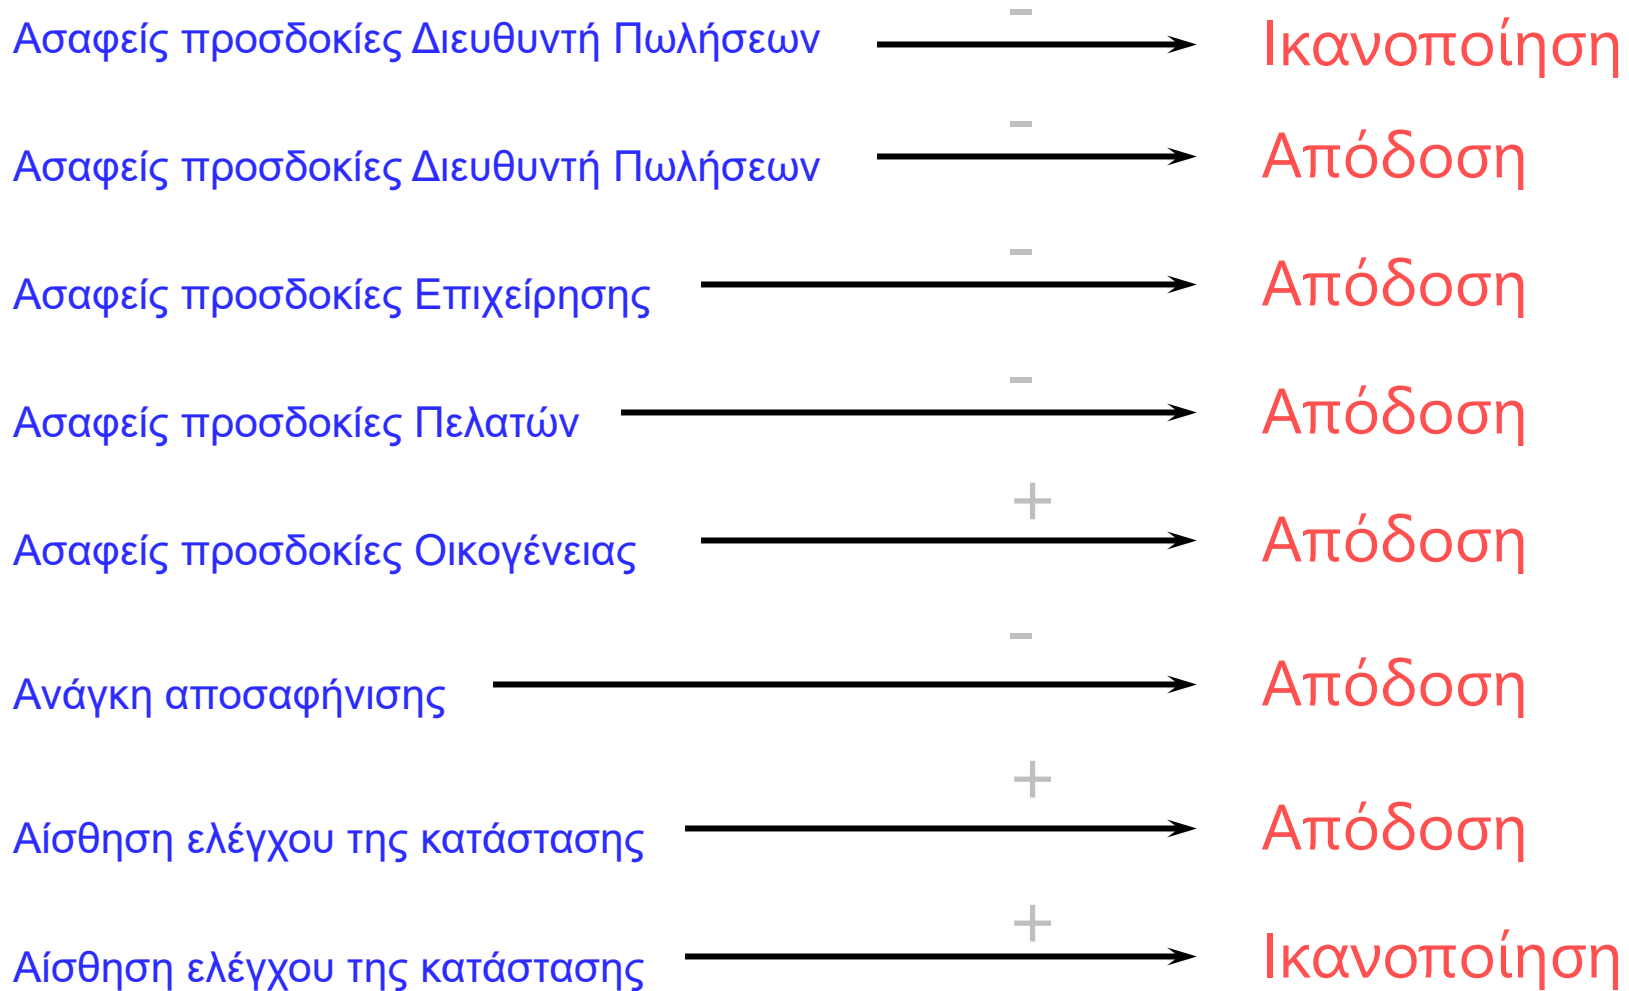 Ασαφείς προσδοκίες Διευθυντή Πωλήσεων - Ικανοποίηση
Ασαφείς προσδοκίες Διευθυντή Πωλήσεων - Απόδοση
Ασαφείς προσδοκίες Επιχείρησης - Απόδοση
Ασαφείς προσδοκίες Πελατών - Απόδοση
Ασαφείς προσδοκίες Οικογένειας + Απόδοση
Ανάγκη αποσαφήνισης - Απόδοση
Αίσθηση ελέγχου της κατάστασης + Απόδοση
Αίσθηση ελέγχου της κατάστασης + Ικανοποίηση